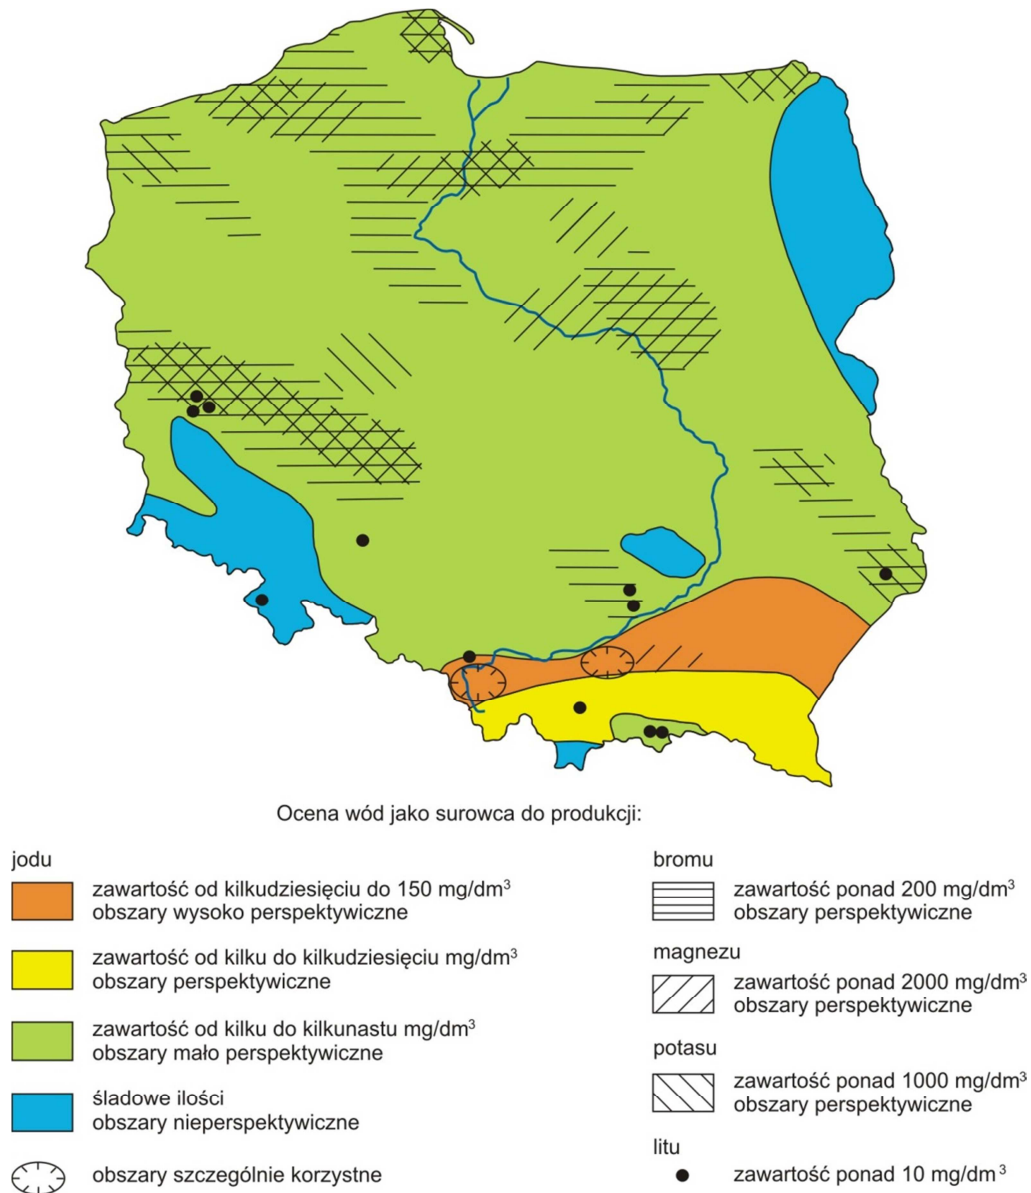 Ocena wód jako surowca do produkcji:
jodu
zawartość od kilkudziesięciu do 150 mg/dm³
obszary wysoko perspektywiczne
zawartość od kilku do kilkudziesięciu mg/dm³
obszary perspektywiczne
zawartość od kilku do kilkunastu mg/dm³
obszary mało perspektywiczne
śladowe ilości
obszary nieperspektywiczne
obszary szczególnie korzystne
bromu
zawartość ponad 200 mg/dm³
obszary perspektywiczne
magnezu
zawartość ponad 2000 mg/dm³
obszary perspektywiczne
potasu
zawartość ponad 1000 mg/dm³
obszary perspektywiczne
litu
zawartość ponad 10 mg/dm³